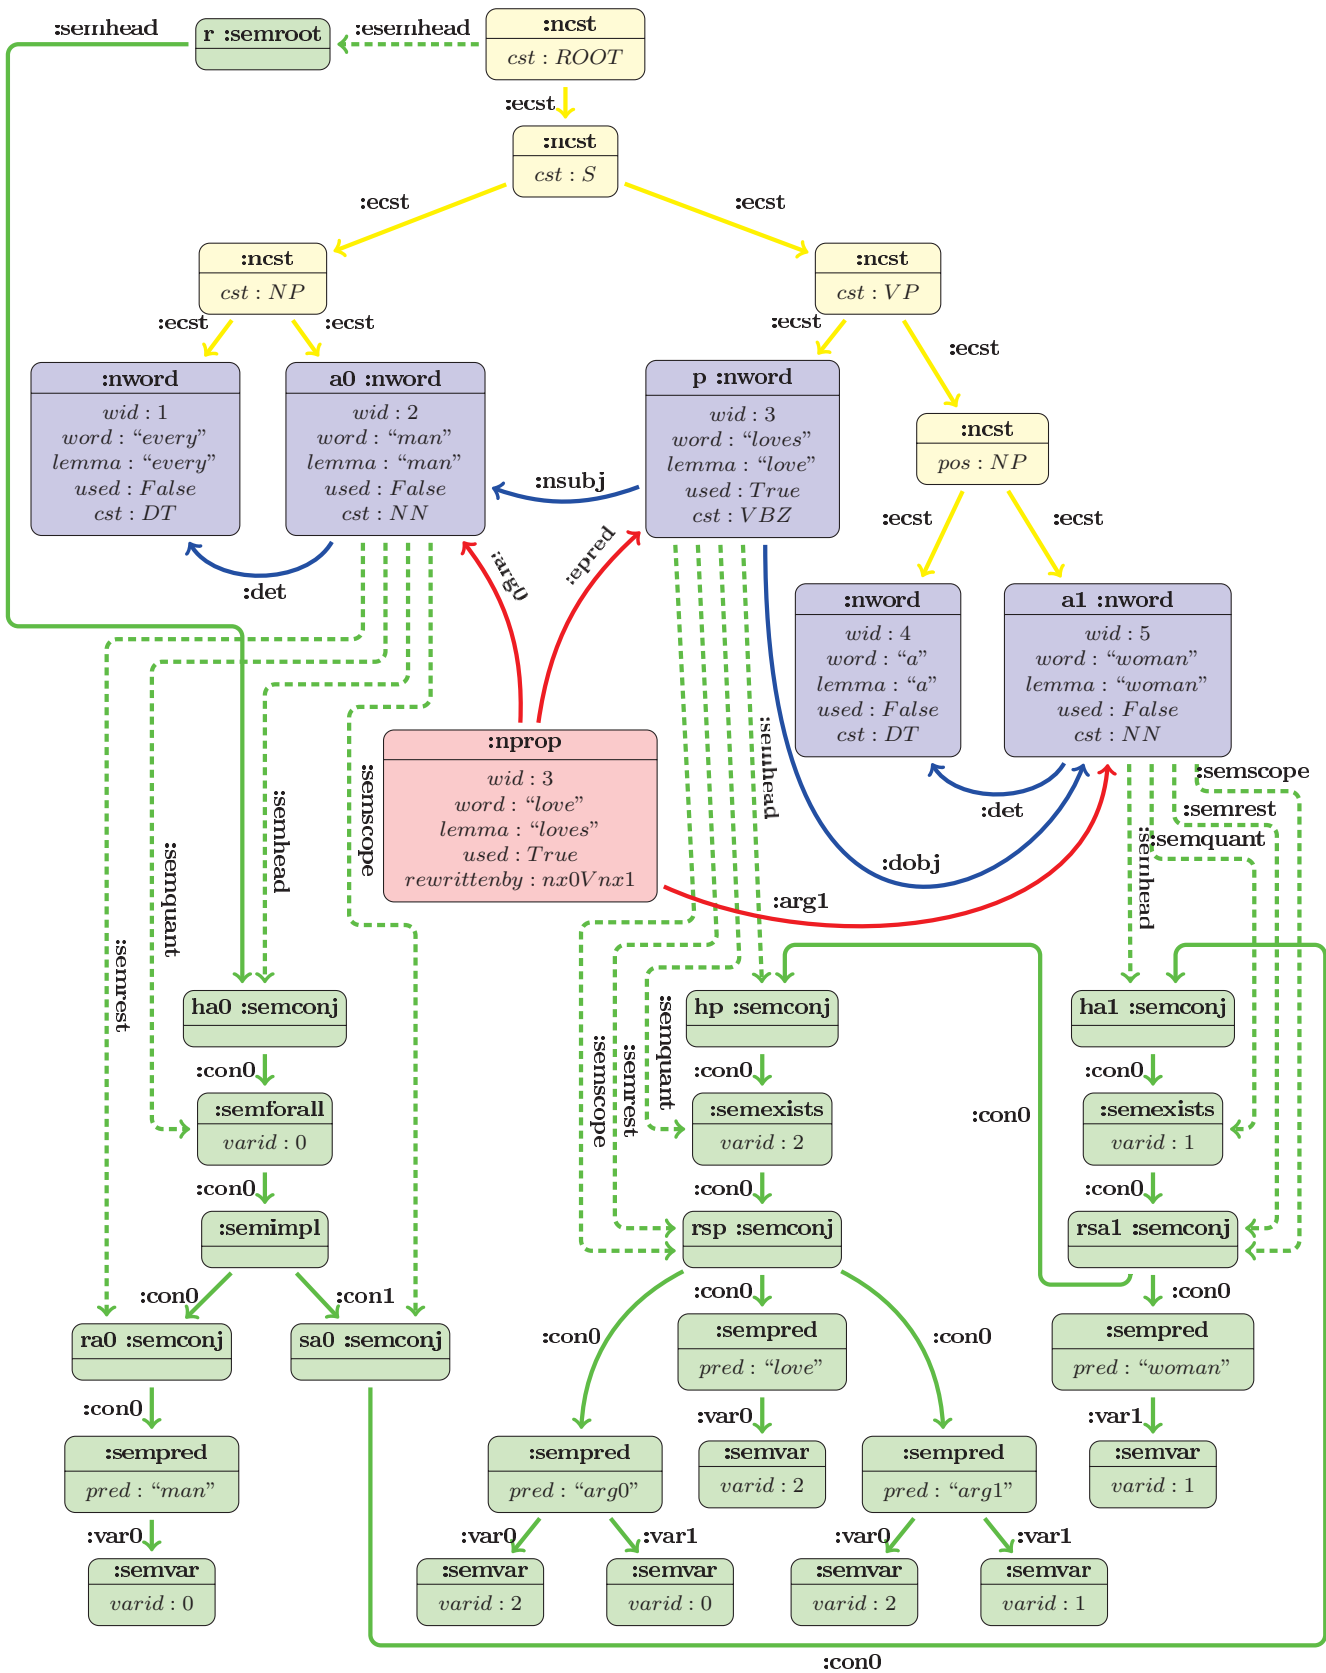 :semhead
r :semroot
:esemhead
:ncst
cst : ROOT
:ecst
:ncst
cst : S
:ecst
:ecst
:ncst
cst : NP
:ncst
cst : VP
:ecst
:ecst
:ecst
:ecst
:nword
wid : 1
word : “every”
lemma : “every”
used : False
cst : DT
a0 :nword
wid : 2
word : “man”
lemma : “man”
used : False
cst : NN
p :nword
wid : 3
word : “loves”
lemma : “love”
used : True
cst : VBZ
:ncst
pos : NP
:nsubj
:ecst
:ecst
:det
:arg0
:epred
:nword
wid : 4
word : “a”
lemma : “a”
used : False
cst : DT
a1 :nword
wid : 5
word : “woman”
lemma : “woman”
used : False
cst : NN
:nprop
wid : 3
word : “love”
lemma : “loves”
used : True
rewrittenby : nx0Vnx1
:semhead
:semscope
:semrest
:semquant
:semhead
:det
:dobj
:arg1
:semscope
:semhead
:semquant
:semrest
ha0 :semconj
hp :semconj
ha1 :semconj
:semquant
:semrest
:semscope
:con0
:con0
:con0
:con0
:semforall
varid : 0
:semexists
varid : 2
:semexists
varid : 1
:con0
:con0
:con0
:semimpl
rsp :semconj
rsa1 :semconj
:con0
:con1
:con0
:con0
:con0
:con0
ra0 :semconj
sa0 :semconj
:sempred
pred : “love”
:sempred
pred : “woman”
:con0
:var0
:var1
:sempred
pred : “man”
:sempred
pred : “arg0”
:semvar
varid : 2
:sempred
pred : “arg1”
:semvar
varid : 1
:var0
:var0
:var1
:var0
:var1
:semvar
varid : 0
:semvar
varid : 2
:semvar
varid : 0
:semvar
varid : 2
:semvar
varid : 1
:con0